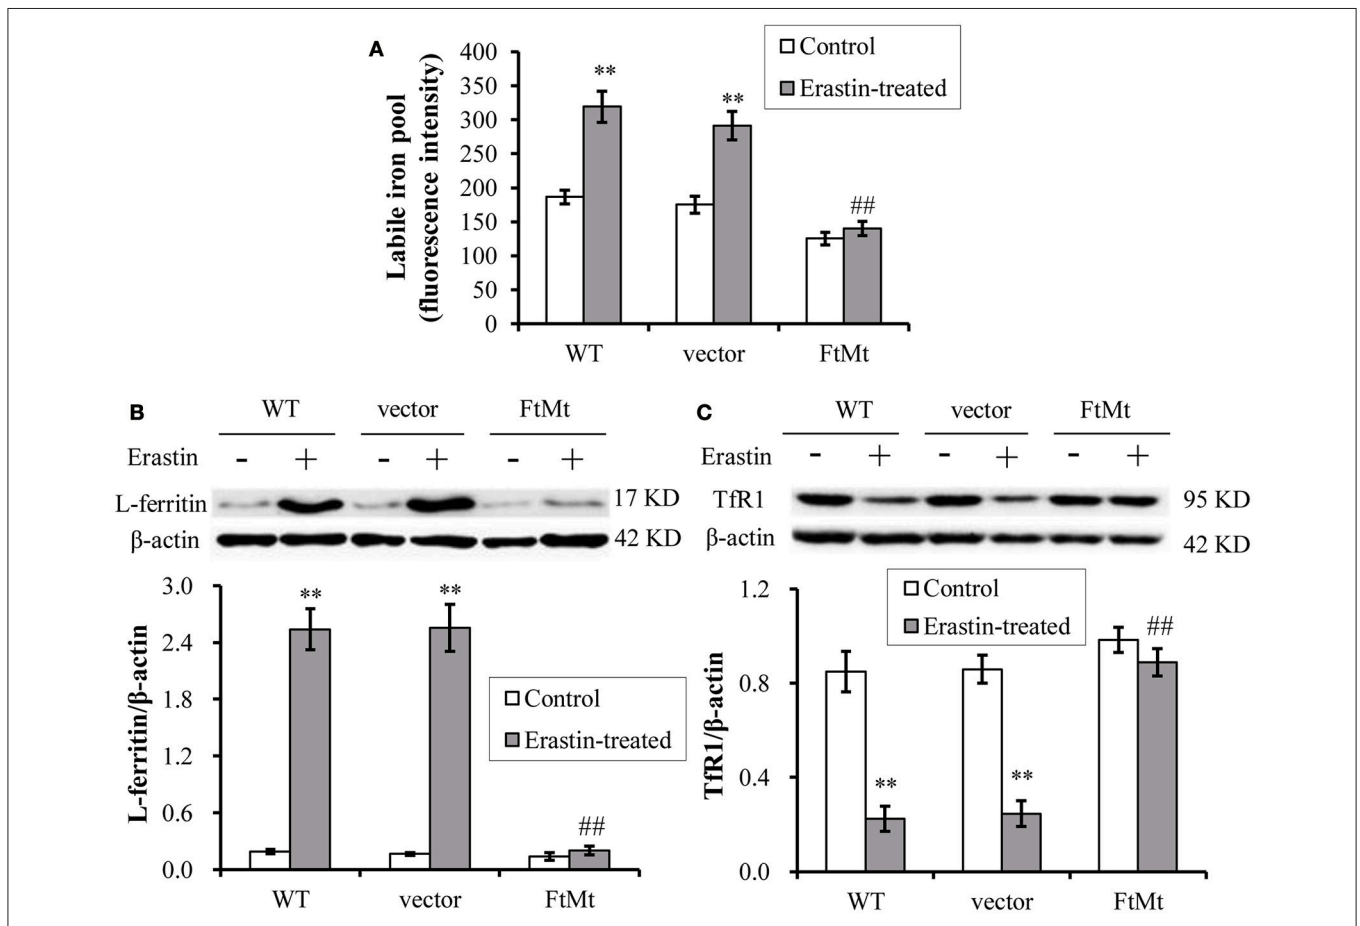 A
Labile iron pool
(fluorescence intensity)
400
350
300
250
200
150
100
50
0
Control
Erastin-treated
**
**
##
WT vector FtMt
B
WT vector FtMt
Erastin - + - + - +
L-ferritin 17 KD
β-actin 42 KD
L-ferritin/β-actin
3.0
2.4
1.8
1.2
0.6
0.0
**
**
##
Control
Erastin-treated
WT vector FtMt
C
WT vector FtMt
Erastin - + - + - +
TfR1 95 KD
β-actin 42 KD
TfR1/β-actin
1.2
0.8
0.4
0.0
Control
Erastin-treated
**
**
##
WT vector FtMt